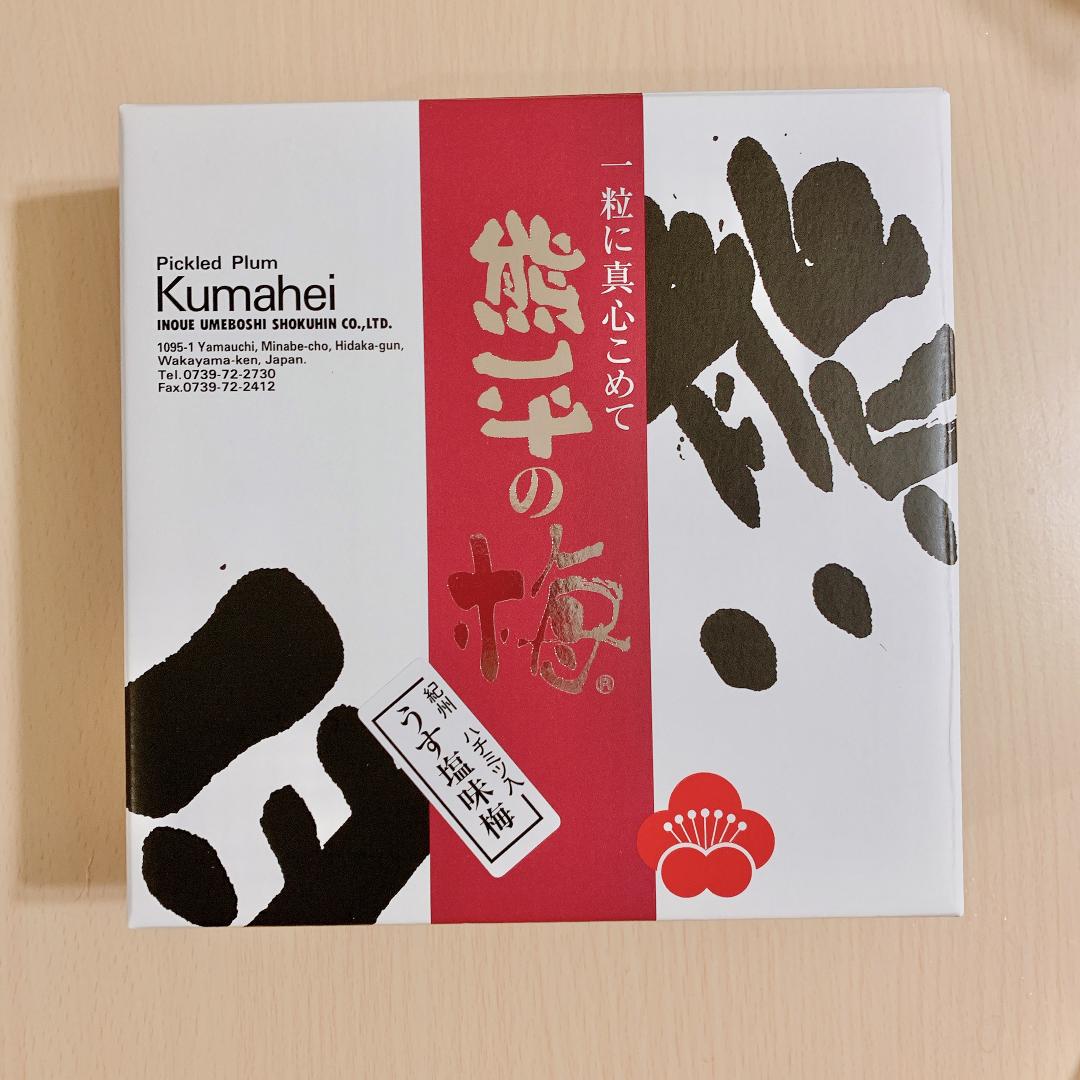 Pickled Plum
Kumahei
INOUE UMEBOSHI SHOKUHIN CO.,LTD.
1095-1 Yamauchi, Minabe-cho, Hidaka-gun,
Wakayama-ken, Japan.
Tel.0739-72-2730
Fax.0739-72-2412
一粒に真心こめて
熊平の梅
®
紀州
ハチミツ入
うす塩味梅